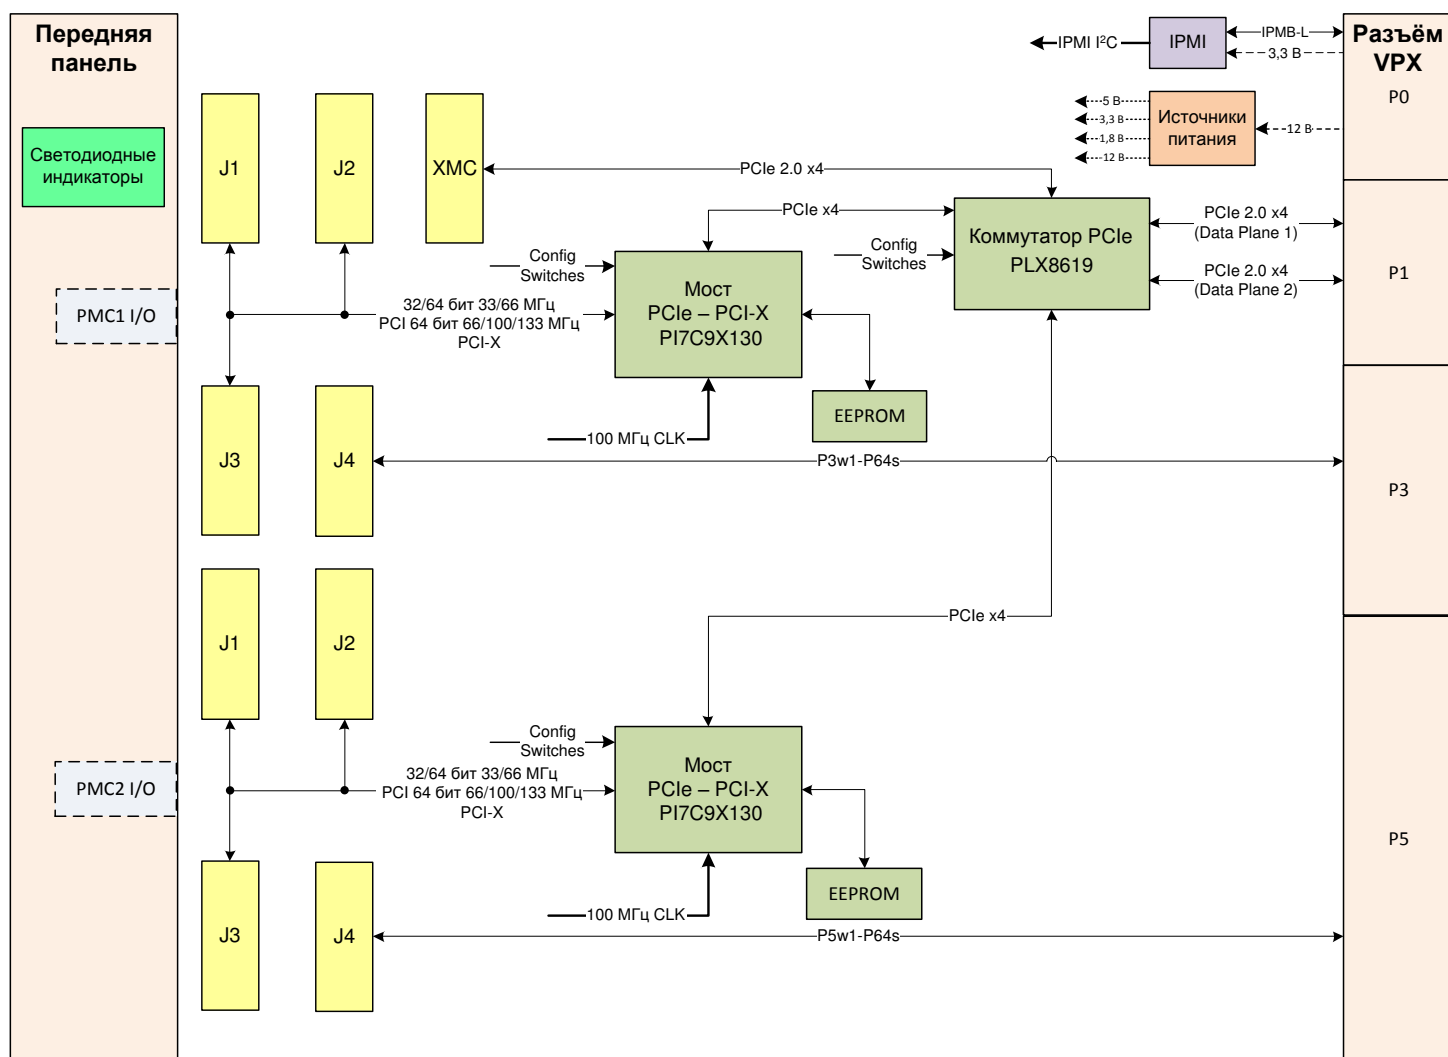 Передняя
панель
Светодиодные
индикаторы
PMC1 I/O
PMC2 I/O
IPMI I²C
IPMI
IPMB-L
3,3 В
Разъём
VPX
P0
5 В
3,3 В
1,8 В
12 В
Источники
питания
12 В
J1
J2
XMC
PCIe 2.0 x4
PCIe x4
Config
Switches
Config
Switches
Коммутатор PCIe
PLX8619
PCIe 2.0 x4
(Data Plane 1)
PCIe 2.0 x4
(Data Plane 2)
P1
32/64 бит 33/66 МГц
PCI 64 бит 66/100/133 МГц
PCI-X
Мост
PCIe – PCI-X
PI7C9X130
EEPROM
100 МГц CLK
J3
J4
P3w1-P64s
P3
J1
J2
PCIe x4
Config
Switches
32/64 бит 33/66 МГц
PCI 64 бит 66/100/133 МГц
PCI-X
Мост
PCIe – PCI-X
PI7C9X130
EEPROM
100 МГц CLK
J3
J4
P5w1-P64s
P5